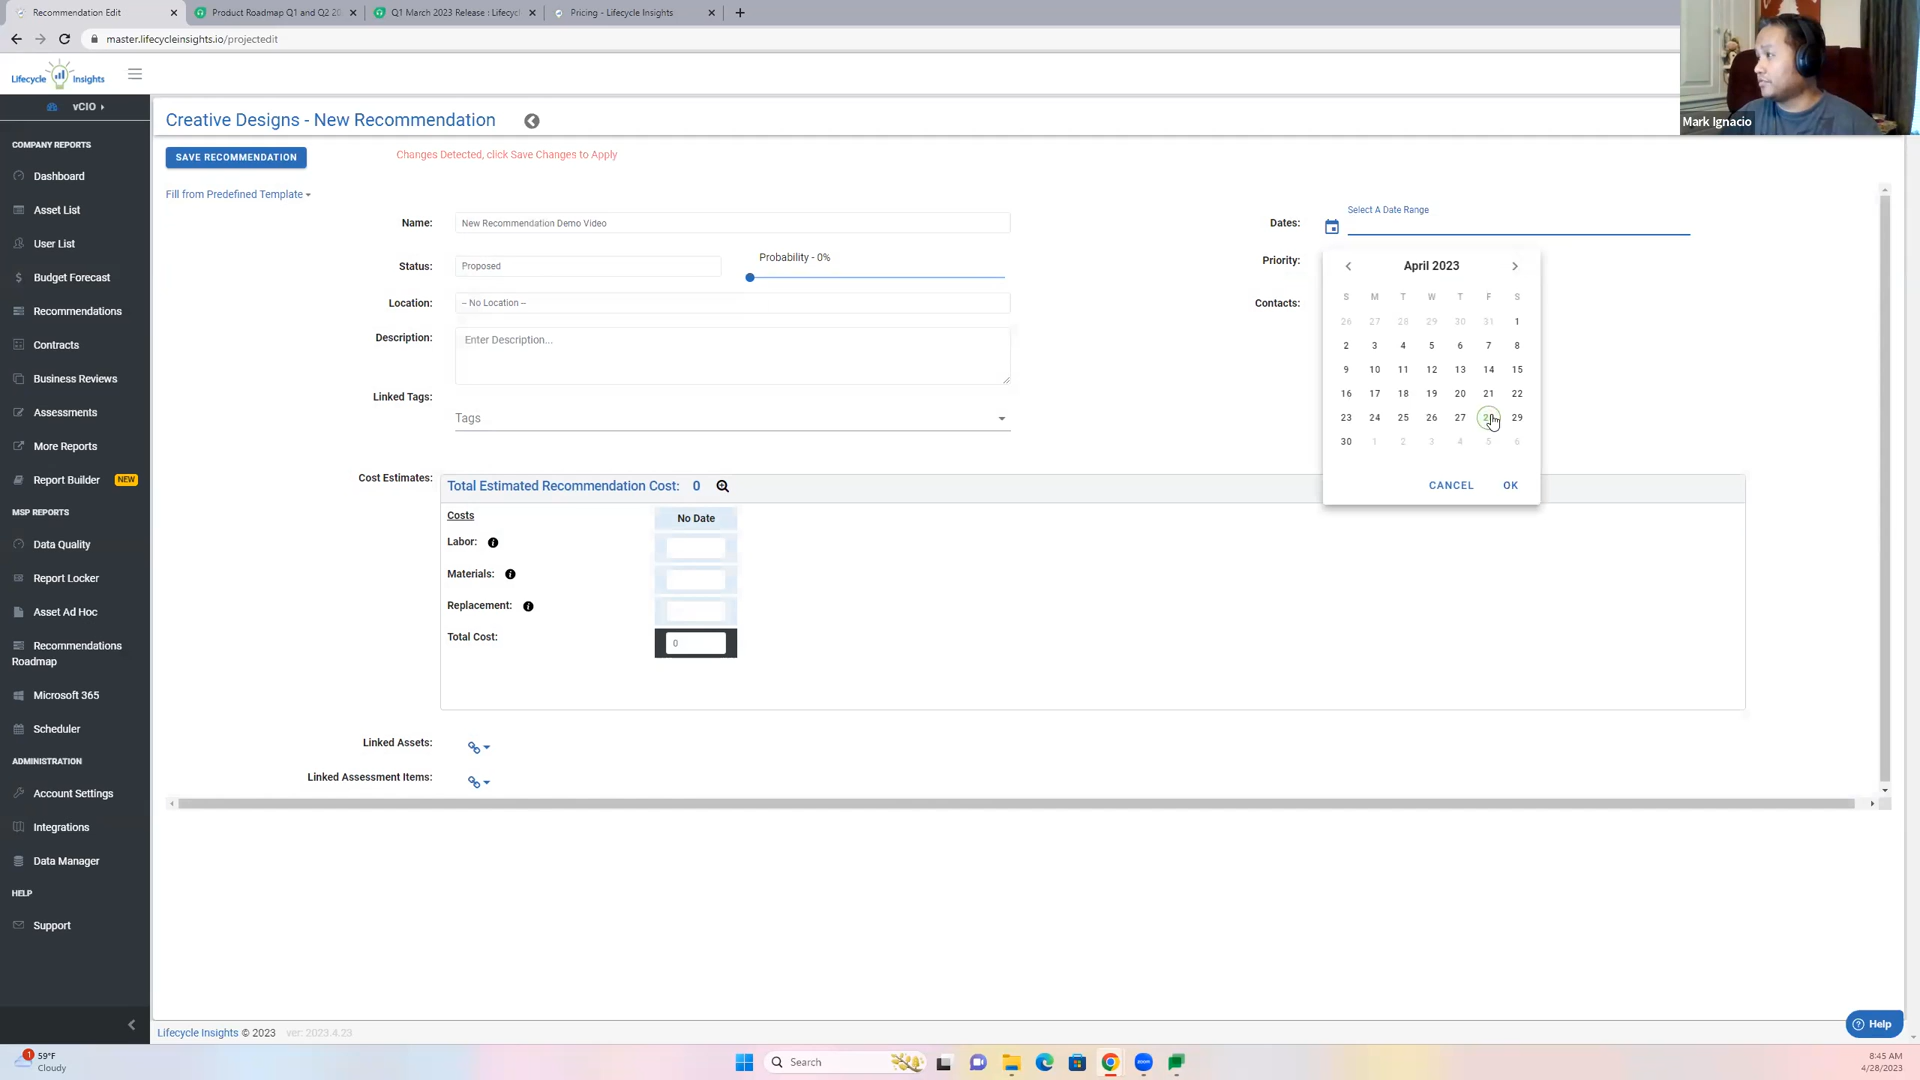 Recommendation Edit
Product Roadmap Q1 and Q2 20
Q1 March 2023 Release : Lifecycl
Pricing - Lifecycle Insights
master.lifecycleinsights.io/projectedit
Lifecycle Insights
Mark Ignacio
vCIO
COMPANY REPORTS
Dashboard
Asset List
User List
Budget Forecast
Recommendations
Contracts
Business Reviews
Assessments
More Reports
Report Builder NEW
MSP REPORTS
Data Quality
Report Locker
Asset Ad Hoc
Recommendations
Roadmap
Microsoft 365
Scheduler
ADMINISTRATION
Account Settings
Integrations
Data Manager
HELP
Support
Creative Designs - New Recommendation
SAVE RECOMMENDATION
Changes Detected, click Save Changes to Apply
Fill from Predefined Template
Name: New Recommendation Demo Video
Status: Proposed
Probability - 0%
Location: -- No Location --
Description: Enter Description...
Linked Tags:
Tags
Dates: Select A Date Range
Priority:
Contacts:
April 2023
S M T W T F S
26 27 28 29 30 31 1
2 3 4 5 6 7 8
9 10 11 12 13 14 15
16 17 18 19 20 21 22
23 24 25 26 27 29
30 1 2 3 4 5 6
CANCEL OK
Cost Estimates:
Total Estimated Recommendation Cost: 0
Costs No Date
Labor:
Materials:
Replacement:
Total Cost: 0
Linked Assets:
Linked Assessment Items:
Lifecycle Insights © 2023 ver: 2023.4.23
Help
1
59°F
Cloudy
Search
8:45 AM
4/28/2023